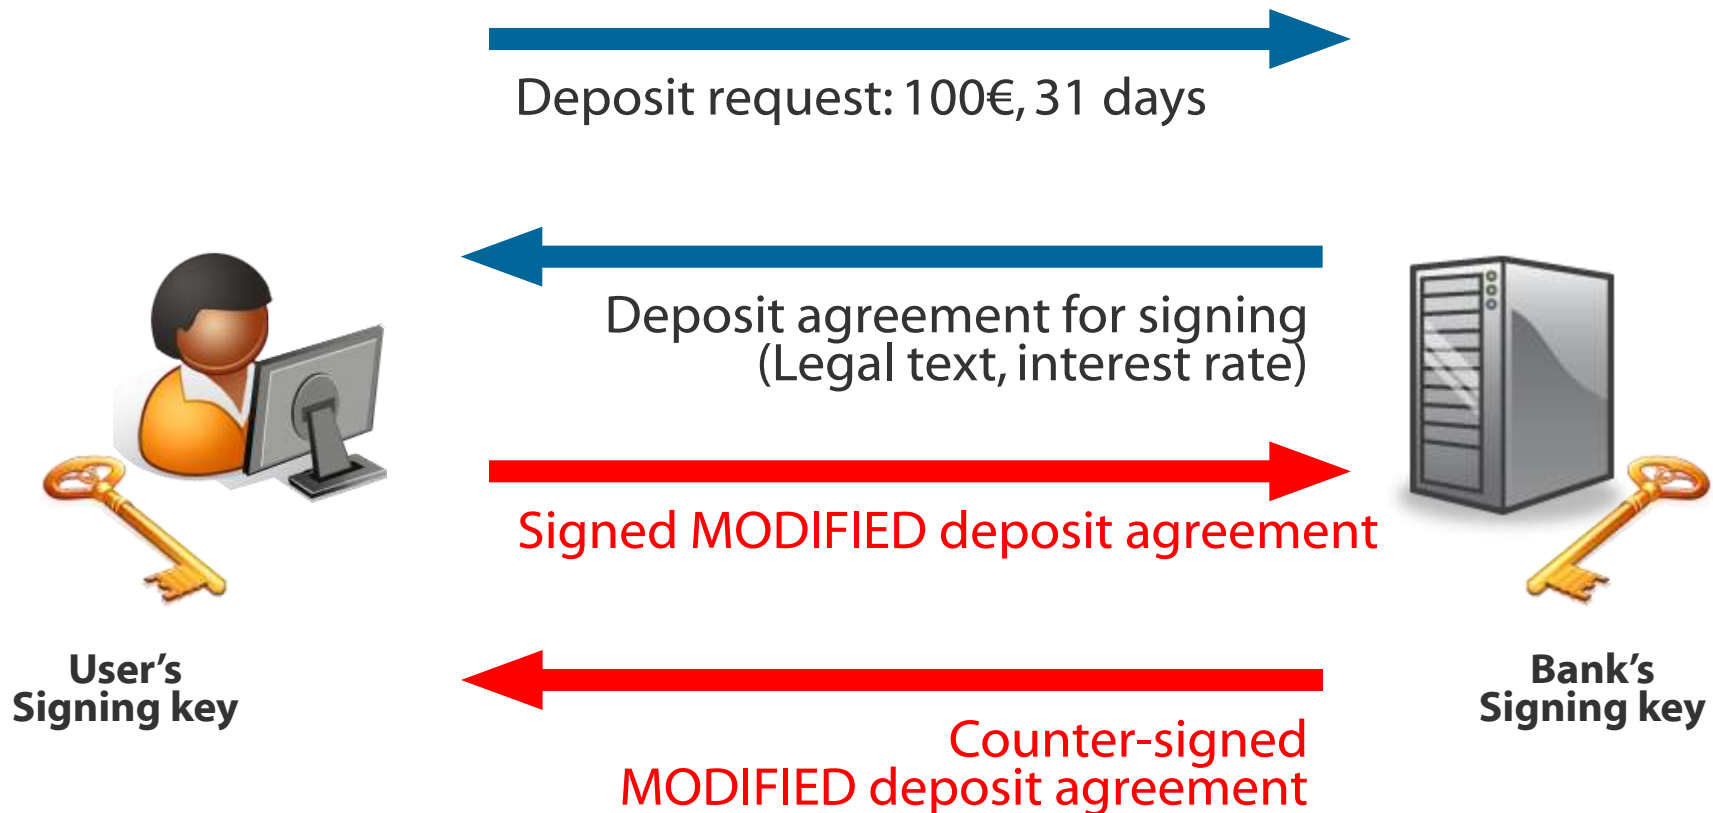 Deposit request: 100€, 31 days
Deposit agreement for signing
(Legal text, interest rate)
Signed MODIFIED deposit agreement
User’s
Signing key
Bank’s
Signing key
Counter-signed
MODIFIED deposit agreement